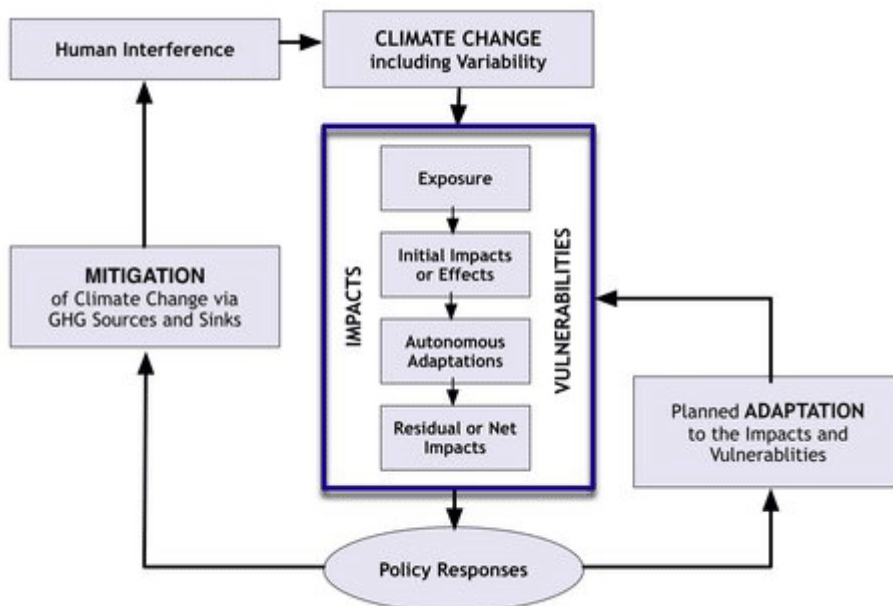 Human Interference
CLIMATE CHANGE
including Variability
Exposure
Initial Impacts
or Effects
Autonomous
Adaptations
Residual or Net
Impacts
IMPACTS
VULNERABILITIES
MITIGATION
of Climate Change via
GHG Sources and Sinks
Planned ADAPTATION
to the Impacts and
Vulnerablities
Policy Responses